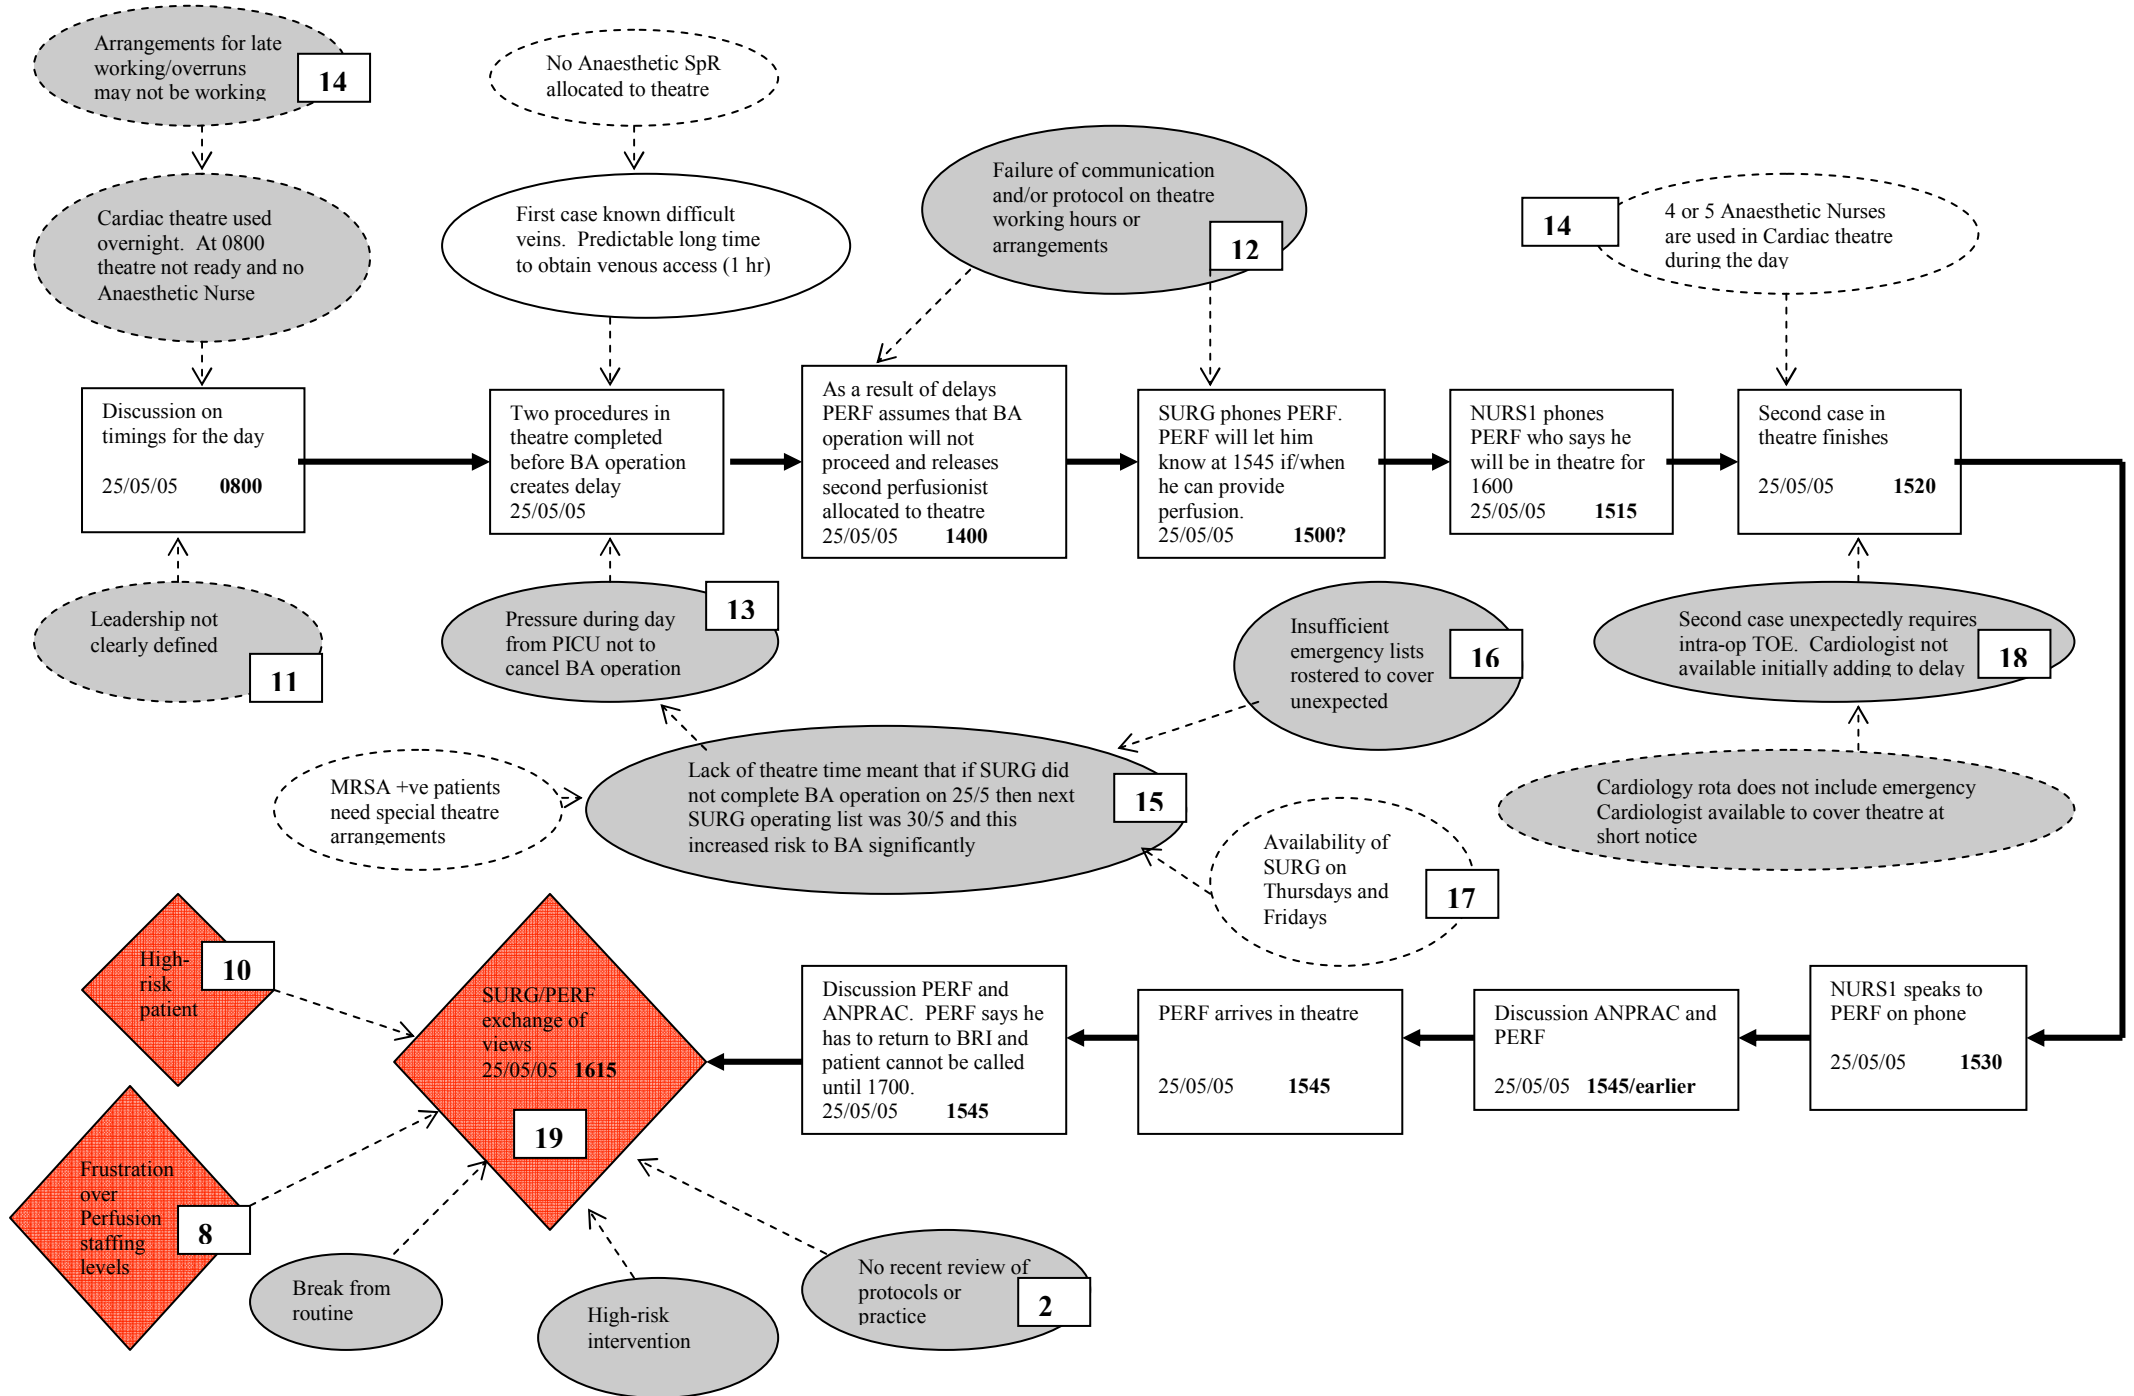 Arrangements for late
working/overruns
may not be working
14
No Anaesthetic SpR
allocated to theatre
Cardiac theatre used
overnight. At 0800
theatre not ready and no
Anaesthetic Nurse
First case known difficult
veins. Predictable long time
to obtain venous access (1 hr)
Failure of communication
and/or protocol on theatre
working hours or
arrangements
12
14
4 or 5 Anaesthetic Nurses
are used in Cardiac theatre
during the day
Discussion on
timings for the day
25/05/05 0800
Two procedures in
theatre completed
before BA operation
creates delay
25/05/05
As a result of delays
PERF assumes that BA
operation will not
proceed and releases
second perfusionist
allocated to theatre
25/05/05 1400
SURG phones PERF.
PERF will let him
know at 1545 if/when
he can provide
perfusion.
25/05/05 1500?
NURS1 phones
PERF who says he
will be in theatre for
1600
25/05/05 1515
Second case in
theatre finishes
25/05/05 1520
Leadership not
clearly defined
11
Pressure during day
from PICU not to
cancel BA operation
13
Insufficient
emergency lists
rostered to cover
unexpected
16
Second case unexpectedly requires
intra-op TOE. Cardiologist not
available initially adding to delay
18
MRSA +ve patients
need special theatre
arrangements
Lack of theatre time meant that if SURG did
not complete BA operation on 25/5 then next
SURG operating list was 30/5 and this
increased risk to BA significantly
15
Cardiology rota does not include emergency
Cardiologist available to cover theatre at
short notice
Availability of
SURG on
Thursdays and
Fridays
17
High-
risk
patient
10
SURG/PERF
exchange of
views
25/05/05 1615
19
Discussion PERF and
ANPRAC. PERF says he
has to return to BRI and
patient cannot be called
until 1700.
25/05/05 1545
PERF arrives in theatre
25/05/05 1545
Discussion ANPRAC and
PERF
25/05/05 1545/earlier
NURS1 speaks to
PERF on phone
25/05/05 1530
Frustration
over
Perfusion
staffing
levels
8
Break from
routine
High-risk
intervention
No recent review of
protocols or
practice
2